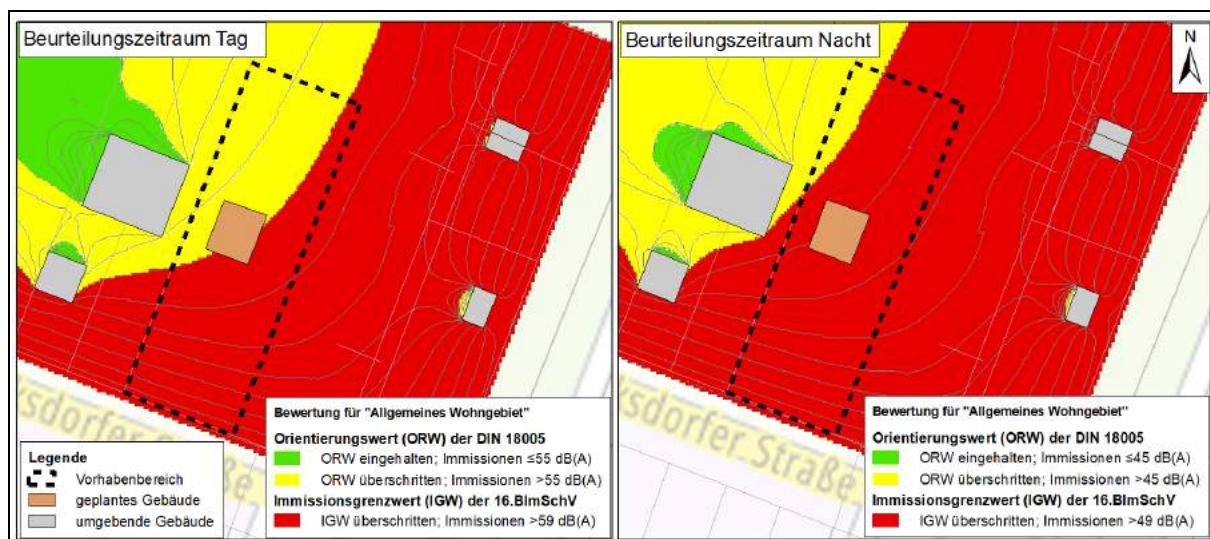 Beurteilungszeitraum Tag
Legende
Vorhabenbereich
geplantes Gebäude
umgebende Gebäude
Bewertung für "Allgemeines Wohngebiet"
Orientierungswert (ORW) der DIN 18005
ORW eingehalten; Immissionen ≤55 dB(A)
ORW überschritten; Immissionen >55 dB(A)
Immissionsgrenzwert (IGW) der 16.BImSchV
IGW überschritten; Immissionen >59 dB(A)
Beurteilungszeitraum Nacht
N
ksdorfer Straße
Bewertung für "Allgemeines Wohngebiet"
Orientierungswert (ORW) der DIN 18005
ORW eingehalten; Immissionen ≤45 dB(A)
ORW überschritten; Immissionen >45 dB(A)
Immissionsgrenzwert (IGW) der 16.BImSchV
IGW überschritten; Immissionen >49 dB(A)